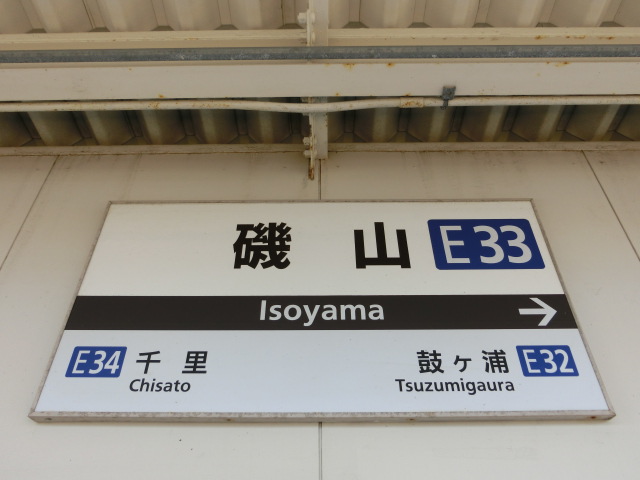 磯山 E33
Isoyama →
E34 千里 鼓ヶ浦 E32
Chisato Tsuzumigaura